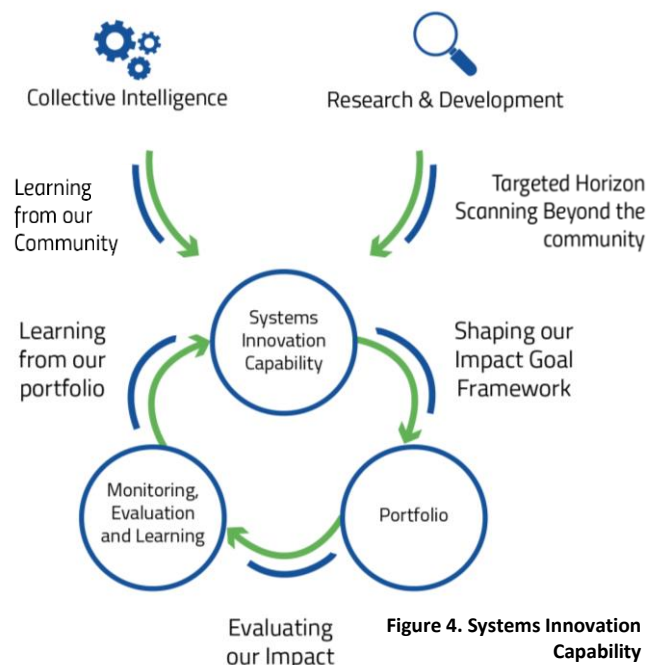 Collective Intelligence
Research & Development
Learning
from our
Community
Targeted Horizon
Scanning Beyond the
community
Systems
Innovation
Capability
Learning
from our
portfolio
Shaping our
Impact Goal
Framework
Monitoring,
Evaluation
and Learning
Portfolio
Evaluating
our Impact
Figure 4. Systems Innovation
Capability